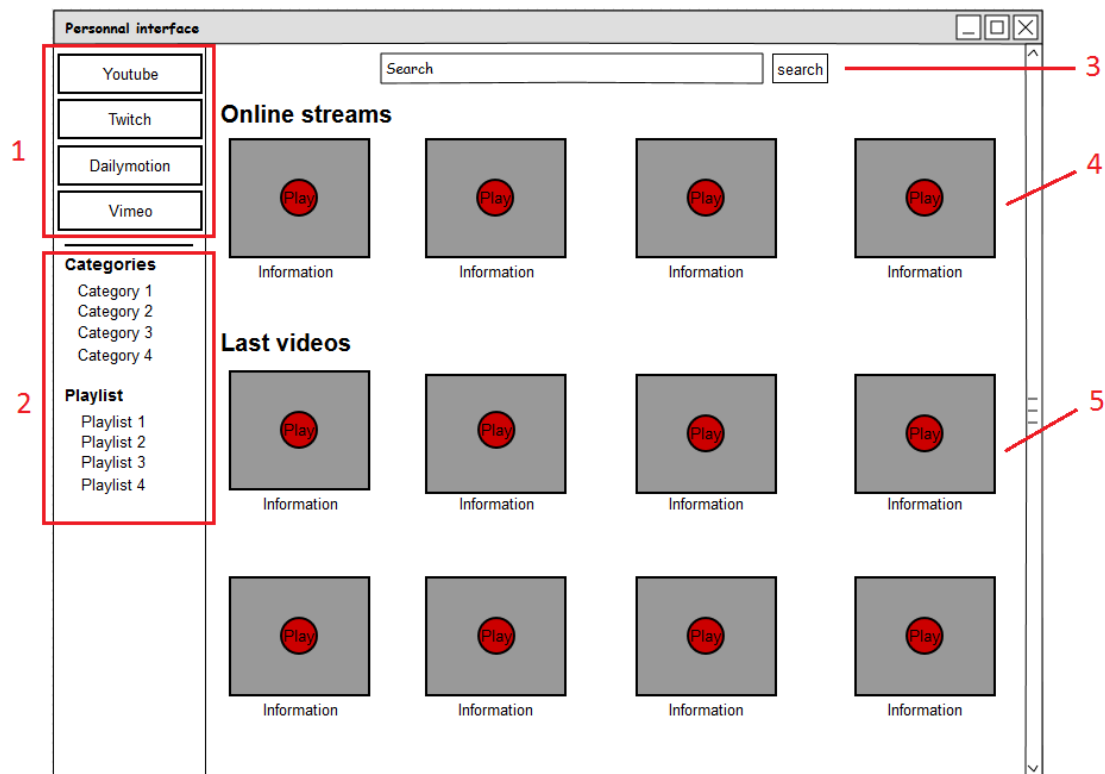 Personnal interface
1
Youtube
Twitch
Dailymotion
Vimeo
2
Categories
Category 1
Category 2
Category 3
Category 4
Playlist
Playlist 1
Playlist 2
Playlist 3
Playlist 4
Search search 3
Online streams
Play Play Play Play 4
Information Information Information Information
Last videos
Play Play Play Play 5
Information Information Information Information
Play Play Play Play
Information Information Information Information